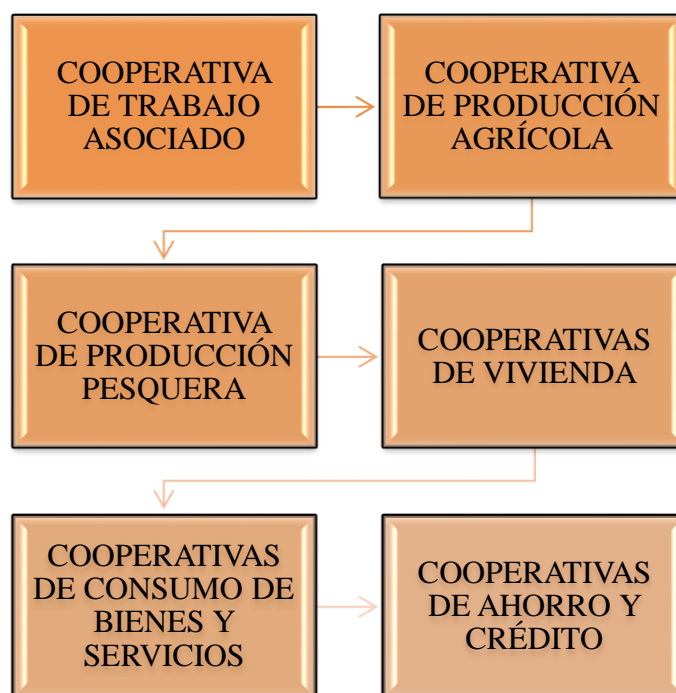 COOPERATIVA
DE TRABAJO
ASOCIADO
COOPERATIVA
DE PRODUCCIÓN
AGRÍCOLA
COOPERATIVA
DE PRODUCCIÓN
PESQUERA
COOPERATIVAS
DE VIVIENDA
COOPERATIVAS
DE CONSUMO DE
BIENES Y
SERVICIOS
COOPERATIVAS
DE AHORRO Y
CRÉDITO